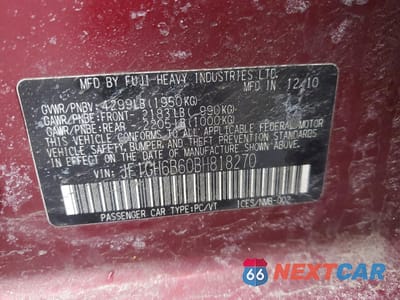 MFD BY FUJI HEAVY INDUSTRIES LTD. IN 12/10
GVWR/PNBV: 4299LB(1950KG)
GAWR/PNBE:FRONT- 2183LB (990KG)
GAWR/PNBE:REAR - 2205LB(1000KG)
THIS VEHICLE CONFORMS TO ALL APPLICABLE FEDERAL MOTOR
VEHICLE SAFETY, BUMPER, AND THEFT PREVENTION STANDARDS
IN EFFECT ON THE DATE OF MANUFACTURE SHOWN ABOVE.
VIN: JF1GH6B60BH818270
PASSENGER CAR TYPE:PC/VT ICES/NMB-002
66 NEXTCAR